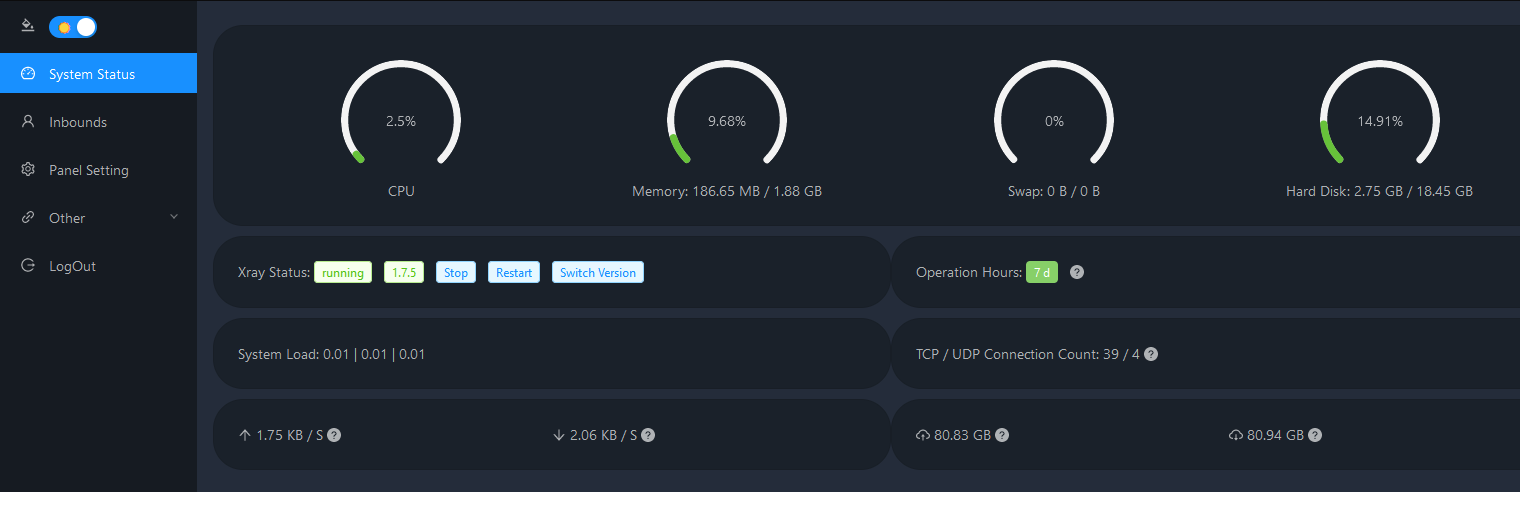 System Status
Inbounds
Panel Setting
Other
LogOut
2.5%
9.68%
0%
14.91%
CPU
Memory: 186.65 MB / 1.88 GB
Swap: 0 B / 0 B
Hard Disk: 2.75 GB / 18.45 GB
Xray Status: running 1.7.5 Stop Restart Switch Version
Operation Hours: 7 d ?
System Load: 0.01 | 0.01 | 0.01
TCP / UDP Connection Count: 39 / 4 ?
↑ 1.75 KB / S ?
↓ 2.06 KB / S ?
80.83 GB ?
80.94 GB ?